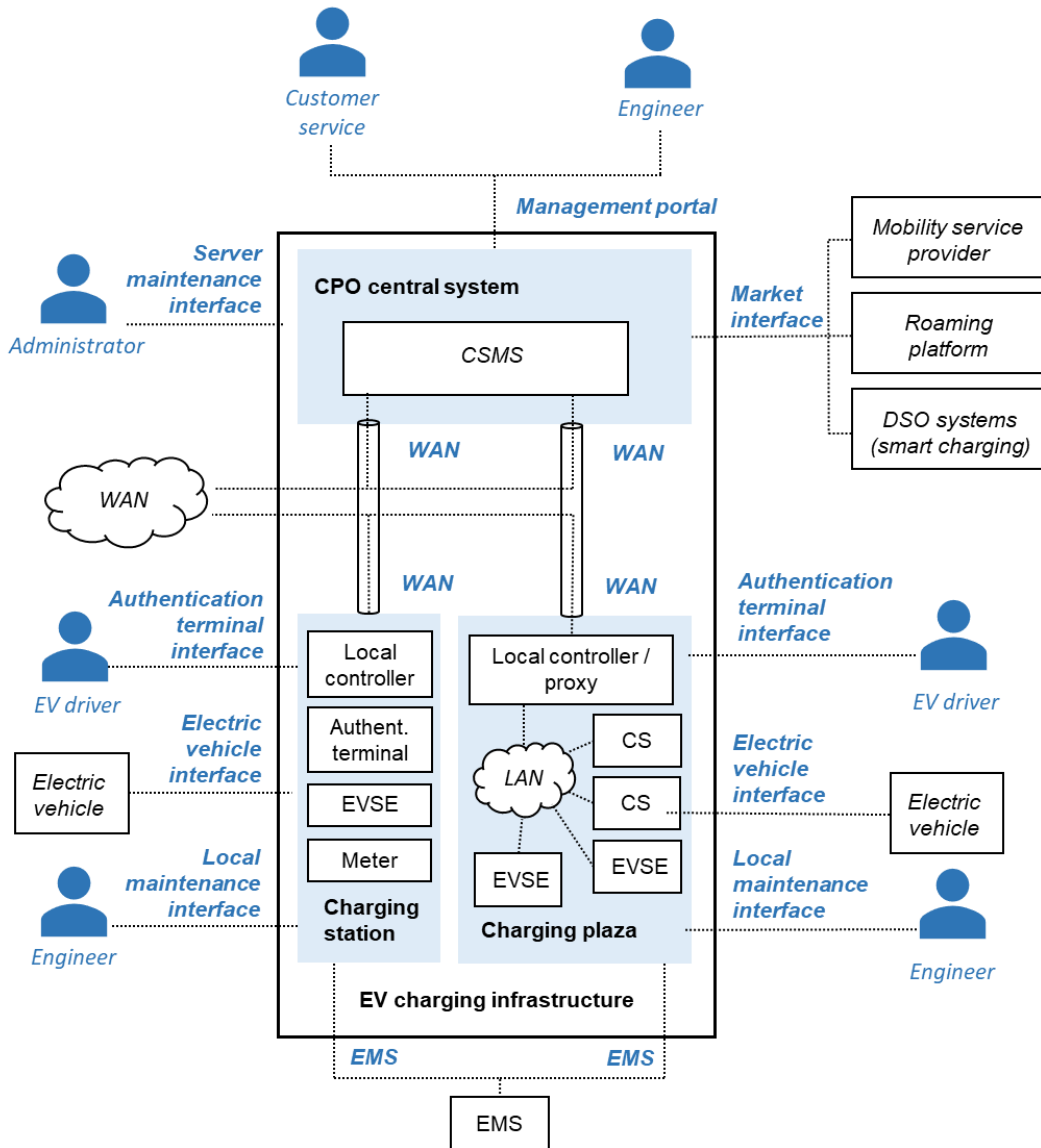 Customer
service
Engineer
Management portal
Server
maintenance
interface
Administrator
CPO central system
CSMS
Market
interface
Mobility service
provider
Roaming
platform
DSO systems
(smart charging)
WAN
WAN
WAN
WAN
WAN
Authentication
terminal
interface
EV driver
Electric
vehicle
interface
Electric
vehicle
Local
maintenance
interface
Engineer
Local
controller
Authent.
terminal
EVSE
Meter
Charging
station
Local controller /
proxy
LAN
CS
CS
EVSE
EVSE
Charging plaza
Authentication
terminal
interface
EV driver
Electric
vehicle
interface
Electric
vehicle
Local
maintenance
interface
Engineer
EV charging infrastructure
EMS
EMS
EMS